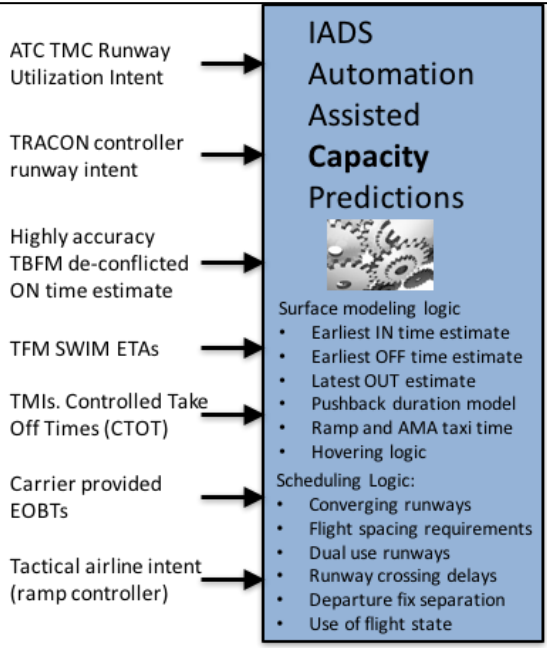 ATC TMC Runway
Utilization Intent
TRACON controller
runway intent
Highly accuracy
TBFM de-conflicted
ON time estimate
TFM SWIM ETAs
TMIs. Controlled Take
Off Times (CTOT)
Carrier provided
EOBTs
Tactical airline intent
(ramp controller)
IADS
Automation
Assisted
Capacity
Predictions
Surface modeling logic
• Earliest IN time estimate
• Earliest OFF time estimate
• Latest OUT estimate
• Pushback duration model
• Ramp and AMA taxi time
• Hovering logic
Scheduling Logic:
• Converging runways
• Flight spacing requirements
• Dual use runways
• Runway crossing delays
• Departure fix separation
• Use of flight state